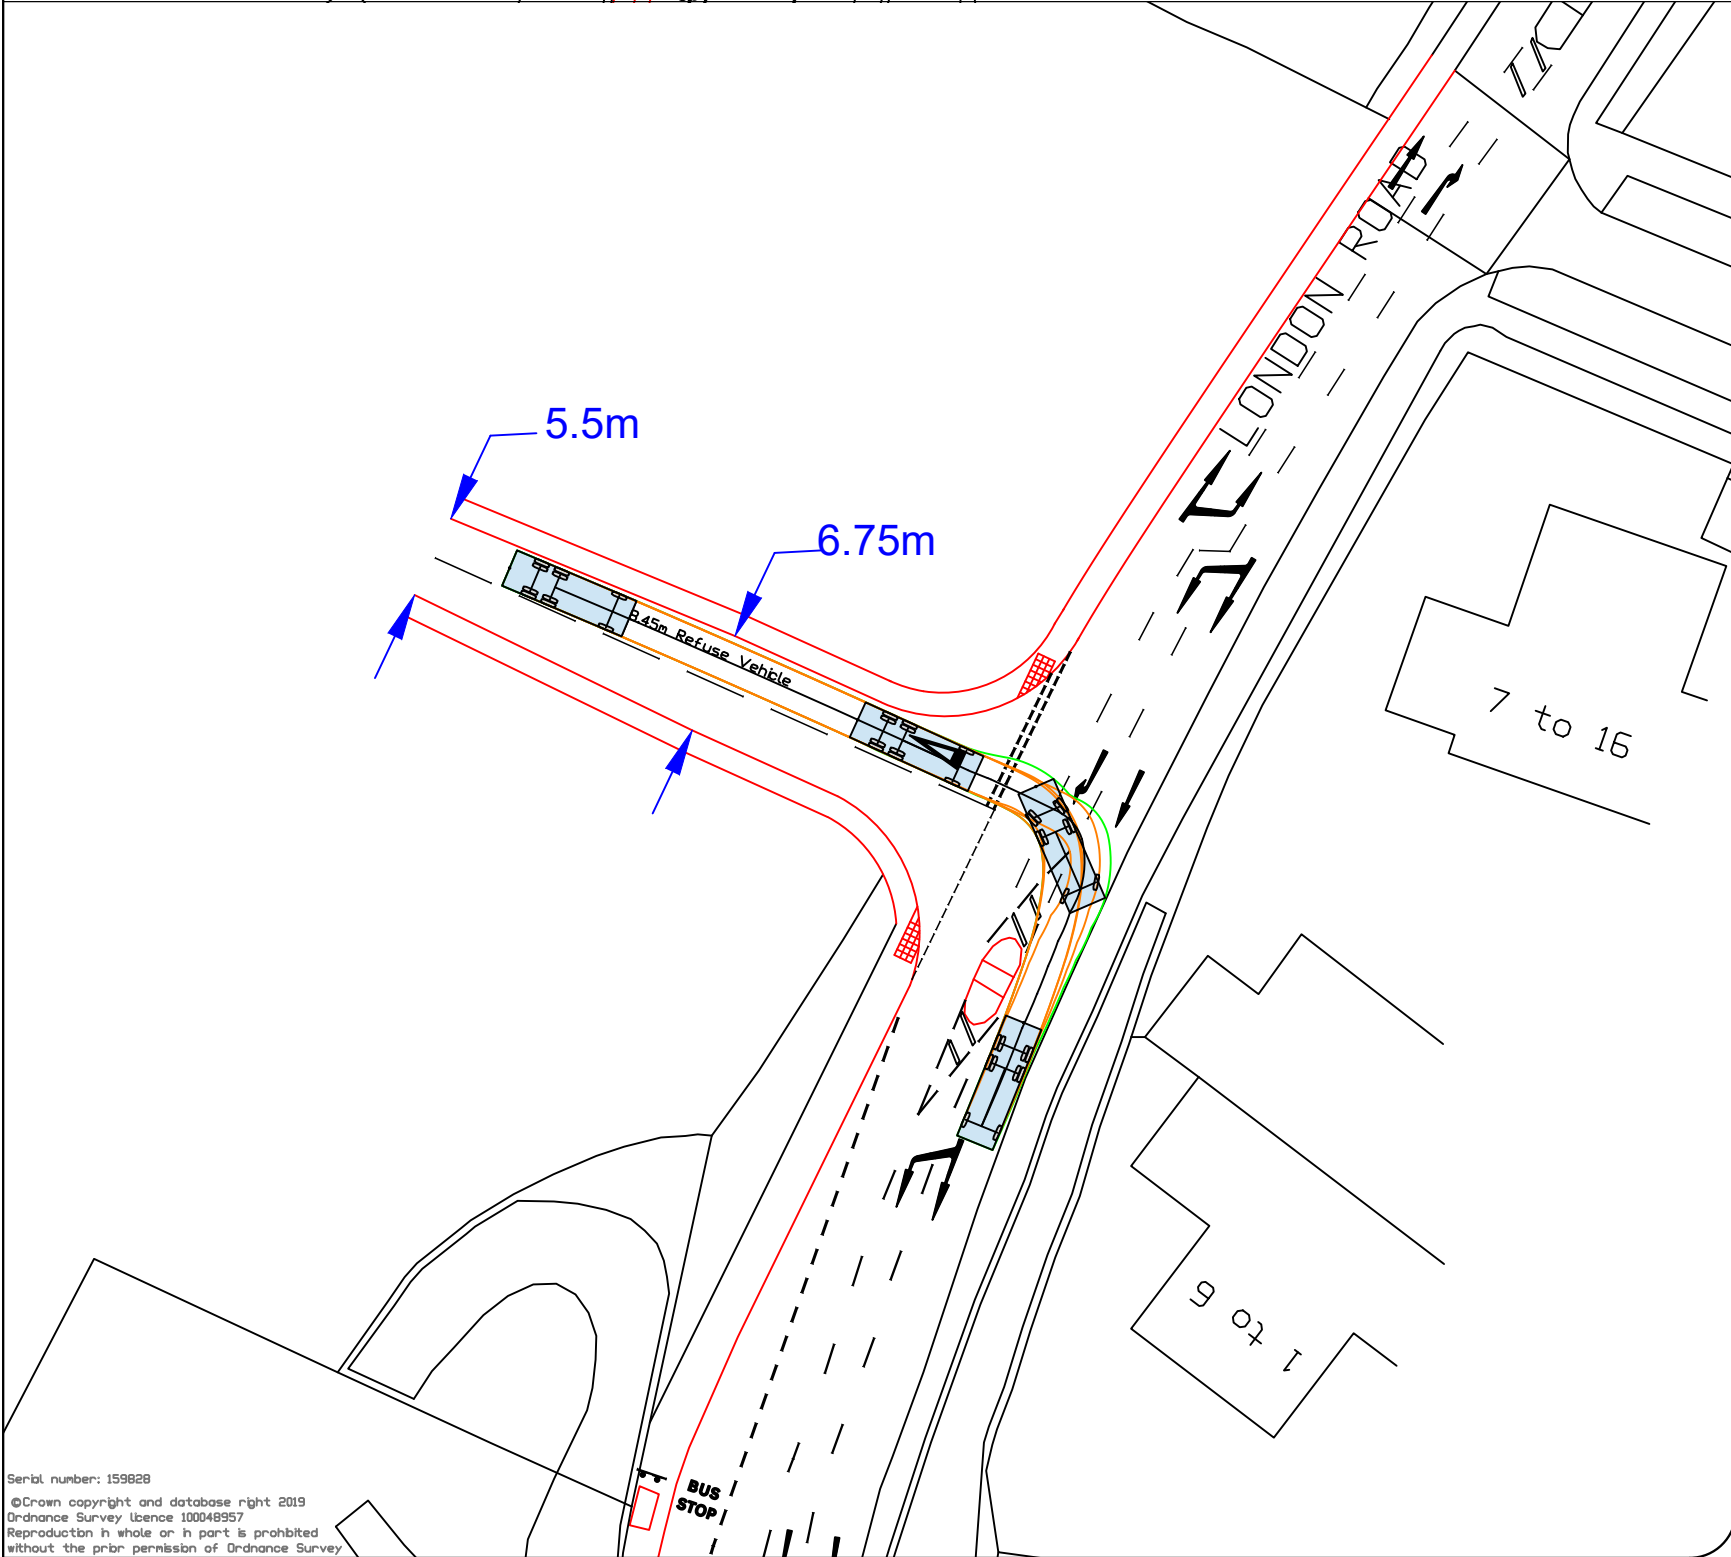 LONDON ROAD
5.5m
6.75m
8.45m Refuse Vehicle
7 to 16
1 to 6
BUS
STOP
Serial number: 159828
©Crown copyright and database right 2019
Ordnance Survey licence 100048957
Reproduction in whole or in part is prohibited
without the prior permission of Ordnance Survey